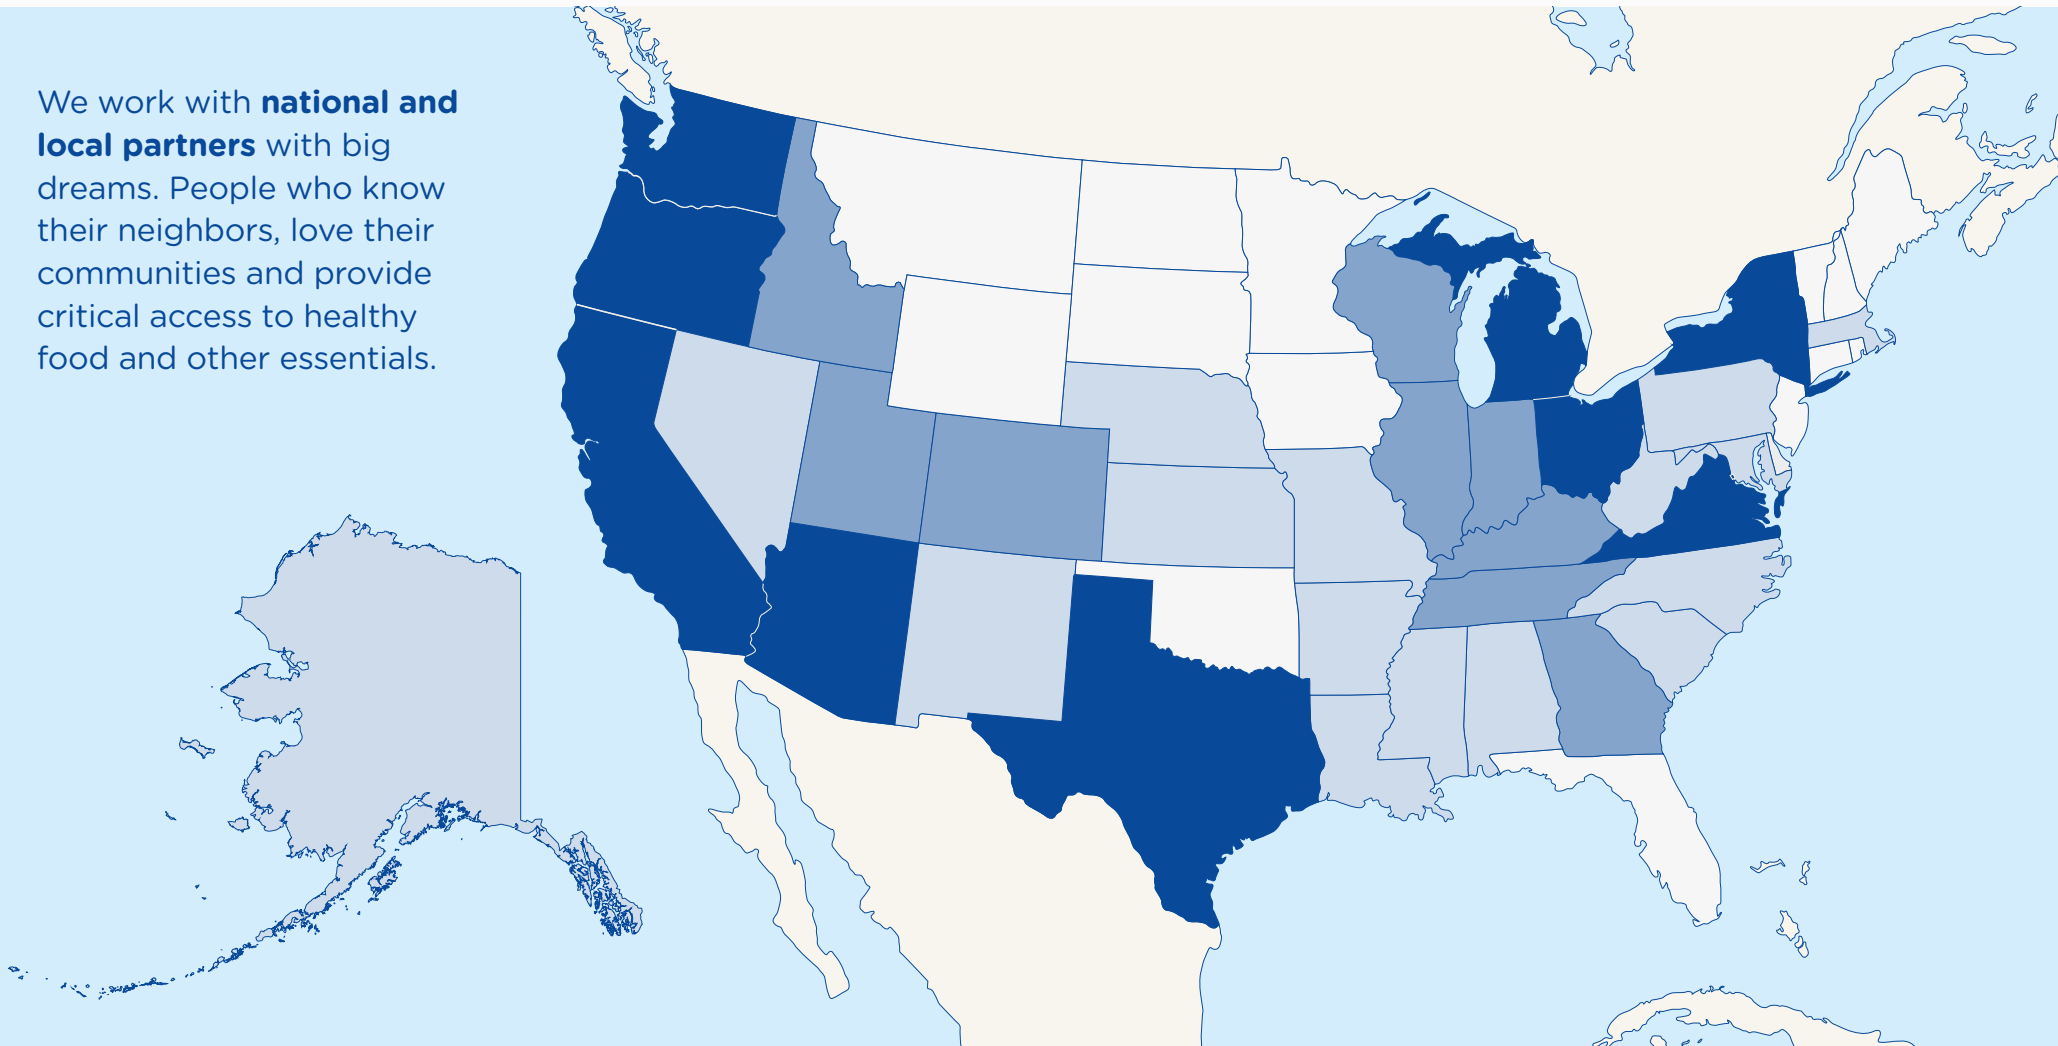 We work with national and
local partners with big
dreams. People who know
their neighbors, love their
communities and provide
critical access to healthy
food and other essentials.